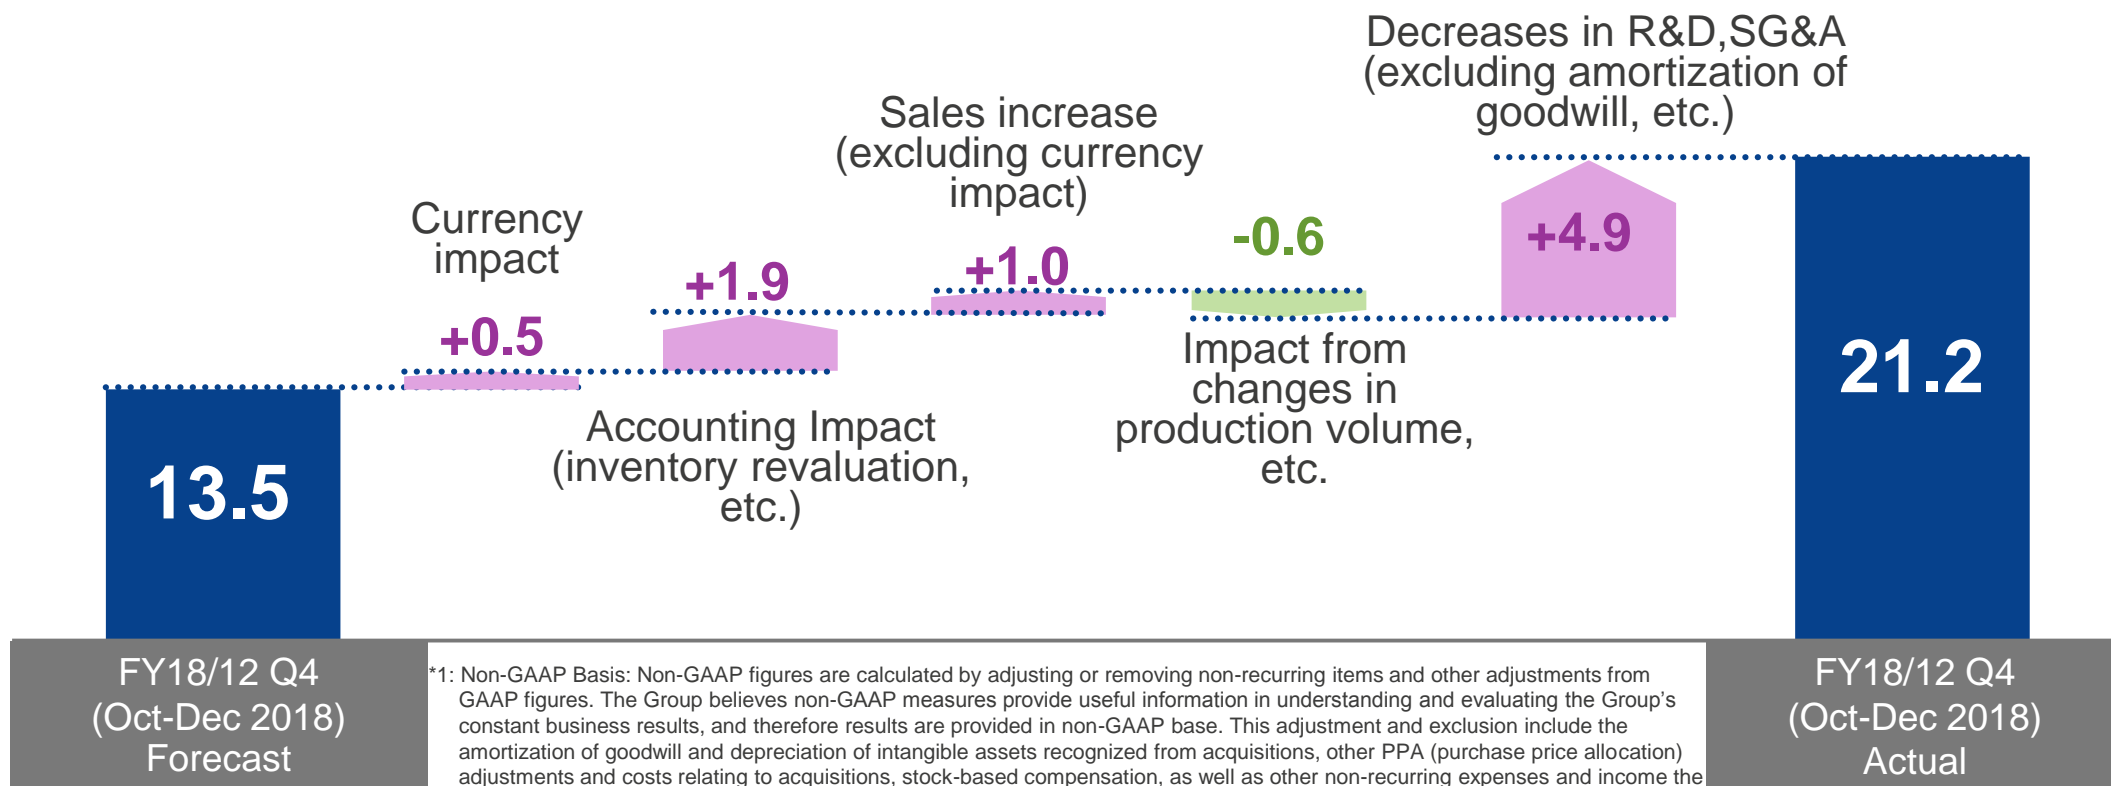 Decreases in R&D,SG&A
(excluding amortization of
goodwill, etc.)
Sales increase
(excluding currency
impact)
Currency
impact
+0.5
+1.9
+1.0
-0.6
+4.9
Accounting Impact
(inventory revaluation,
etc.)
Impact from
changes in
production volume,
etc.
13.5
21.2
FY18/12 Q4
(Oct-Dec 2018)
Forecast
*1: Non-GAAP Basis: Non-GAAP figures are calculated by adjusting or removing non-recurring items and other adjustments from
GAAP figures. The Group believes non-GAAP measures provide useful information in understanding and evaluating the Group’s
constant business results, and therefore results are provided in non-GAAP base. This adjustment and exclusion include the
amortization of goodwill and depreciation of intangible assets recognized from acquisitions, other PPA (purchase price allocation)
adjustments and costs relating to acquisitions, stock-based compensation, as well as other non-recurring expenses and income the
FY18/12 Q4
(Oct-Dec 2018)
Actual